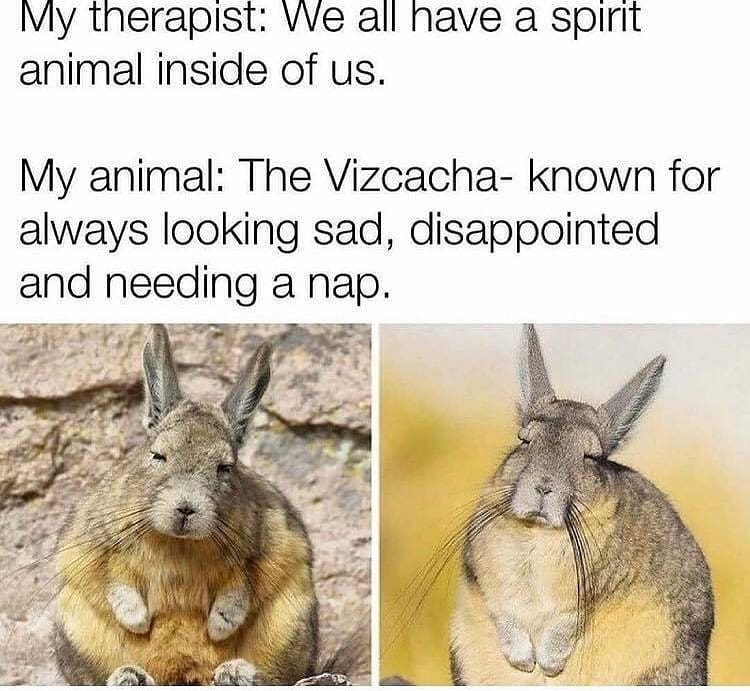 My therapist: We all have a spirit
animal inside of us.
My animal: The Vizcacha- known for
always looking sad, disappointed
and needing a nap.